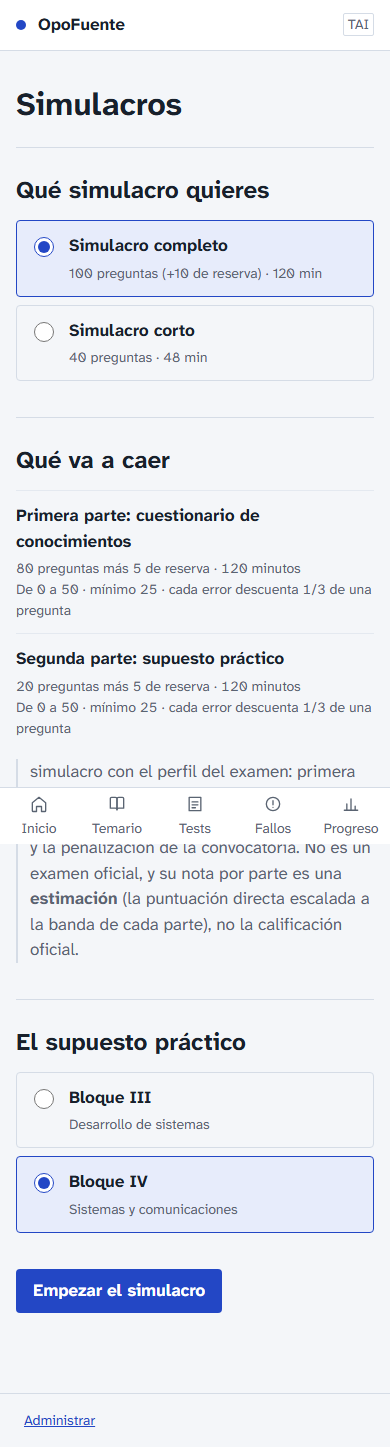 OpoFuente
TAI
Simulacros
Qué simulacro quieres
Simulacro completo
100 preguntas (+10 de reserva) · 120 min
Simulacro corto
40 preguntas · 48 min
Qué va a caer
Primera parte: cuestionario de
conocimientos
80 preguntas más 5 de reserva · 120 minutos
De 0 a 50 · mínimo 25 · cada error descuenta 1/3 de una
pregunta
Segunda parte: supuesto práctico
20 preguntas más 5 de reserva · 120 minutos
De 0 a 50 · mínimo 25 · cada error descuenta 1/3 de una
pregunta
simulacro con el perfil del examen: primera
Inicio
Temario
Tests
Fallos
Progreso
y la penalización de la convocatoria. No es un
examen oficial, y su nota por parte es una
estimación (la puntuación directa escalada a
la banda de cada parte), no la calificación
oficial.
El supuesto práctico
Bloque III
Desarrollo de sistemas
Bloque IV
Sistemas y comunicaciones
Empezar el simulacro
Administrar